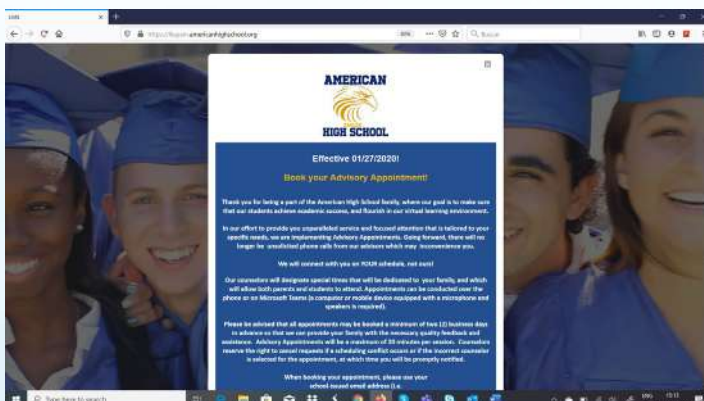 americanhighschool.org
AMERICAN
HIGH SCHOOL
Effective 01/27/2020!
Book your Advisory Appointment!
Thank you for being a part of the American High School family, where our goal is to make sure
that our students achieve academic success, and flourish in our virtual learning environment.
In our effort to provide you unparalleled service and focused attention that is tailored to your
specific needs, we are implementing Advisory Appointments. Going forward, there will no
longer be unsolicited phone calls from our advisors which may inconvenience you.
We will connect with you on YOUR schedule, not ours!
Our counselors will designate special times that will be dedicated to your family, and which
will allow both parents and students to attend. Appointments can be conducted over the
phone or on Microsoft Teams (a computer or mobile device equipped with a microphone and
speakers is required).
Please be advised that all appointments may be booked a minimum of two (2) business days
in advance so that we can provide your family with the necessary quality feedback and
assistance. Advisory Appointments will be a maximum of 30 minutes per session. Counselors
reserve the right to cancel requests if a scheduling conflict occurs or if the incorrect counselor
is selected for the appointment, at which time you will be promptly notified.
When booking your appointment, please use your
school-issued email address (i.e.
Type here to search
ENG
15:13